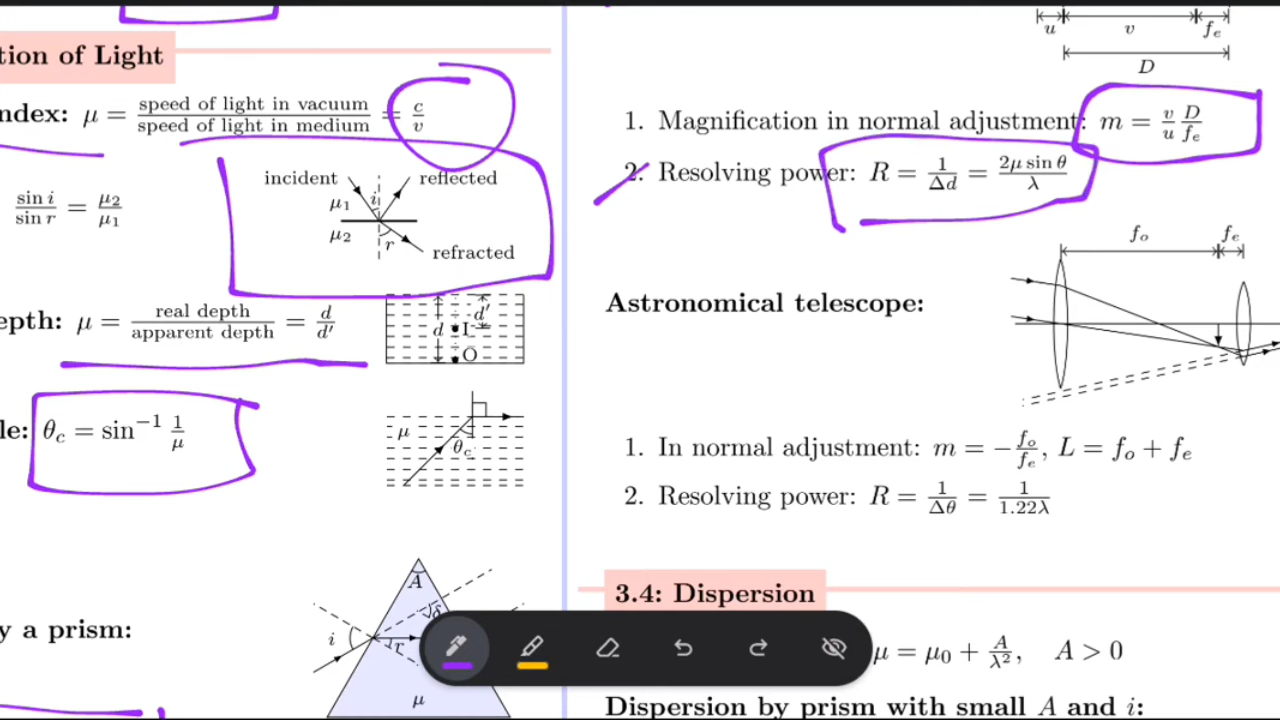 tion of Light
ndex: μ = speed of light in vacuum / speed of light in medium = c/v
incident
reflected
μ1
i
μ2
r
refracted
sin i / sin r = μ2/μ1
epth: μ = real depth / apparent depth = d/d′
d′
d
I
O
le: θc = sin⁻¹ 1/μ
μ
θc
A
δ
y a prism:
i
r
μ
u
v
fe
D
1. Magnification in normal adjustment: m = v/u D/fe
2. Resolving power: R = 1/Δd = 2μ sin θ/λ
fo
fe
Astronomical telescope:
1. In normal adjustment: m = −fo/fe, L = fo + fe
2. Resolving power: R = 1/Δθ = 1/1.22λ
3.4: Dispersion
μ = μ0 + A/λ², A > 0
Dispersion by prism with small A and i: